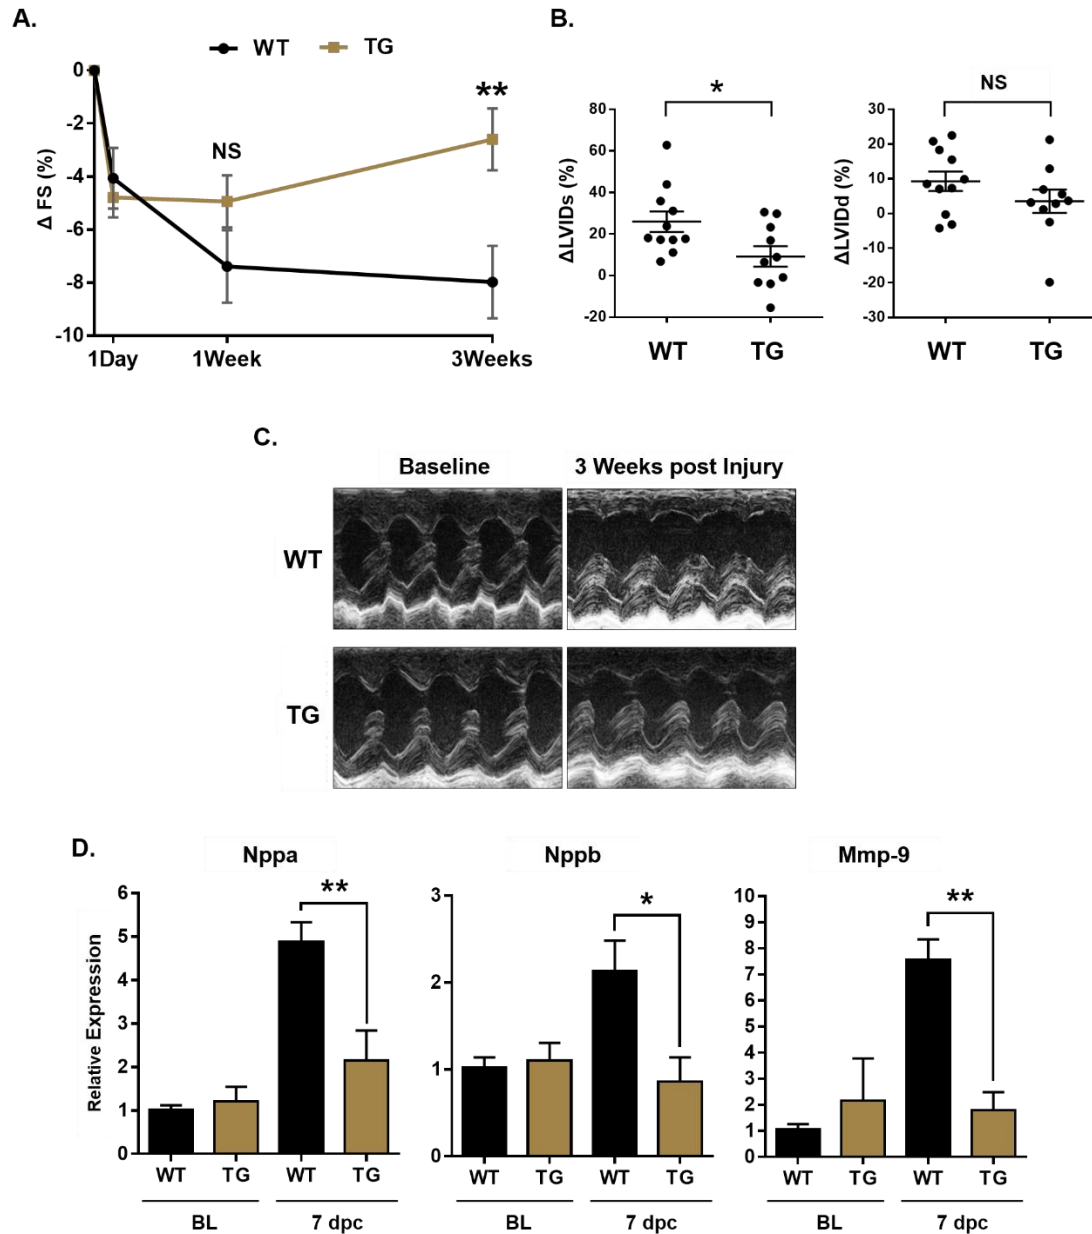 A.
WT TG
Δ FS (%)
0
-2
-4
-6
-8
-10
NS
**
1Day 1Week 3Weeks
B.
*
ΔLVIDs (%)
80
60
40
20
0
-20
WT TG
NS
ΔLVIDd (%)
30
20
10
0
-10
-20
-30
WT TG
C.
Baseline 3 Weeks post Injury
WT
TG
D.
Nppa
Relative Expression
6
5
4
3
2
1
0
**
WT TG WT TG
BL 7 dpc
Nppb
3
2
1
0
*
WT TG WT TG
BL 7 dpc
Mmp-9
10
9
8
7
6
5
4
3
2
1
0
**
WT TG WT TG
BL 7 dpc